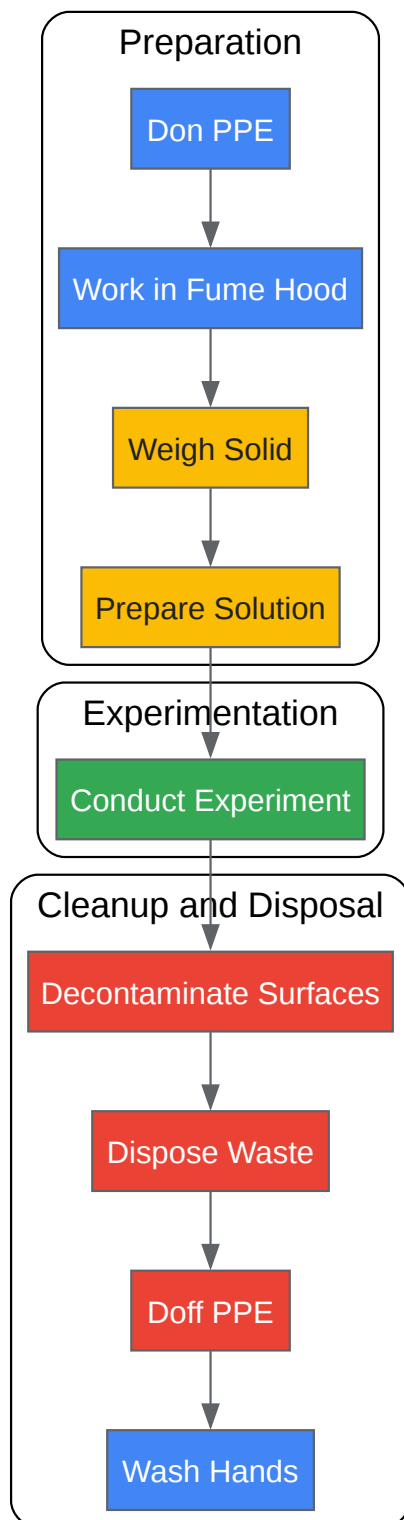 Preparation
Don PPE
Work in Fume Hood
Weigh Solid
Prepare Solution
Experimentation
Conduct Experiment
Cleanup and Disposal
Decontaminate Surfaces
Dispose Waste
Doff PPE
Wash Hands